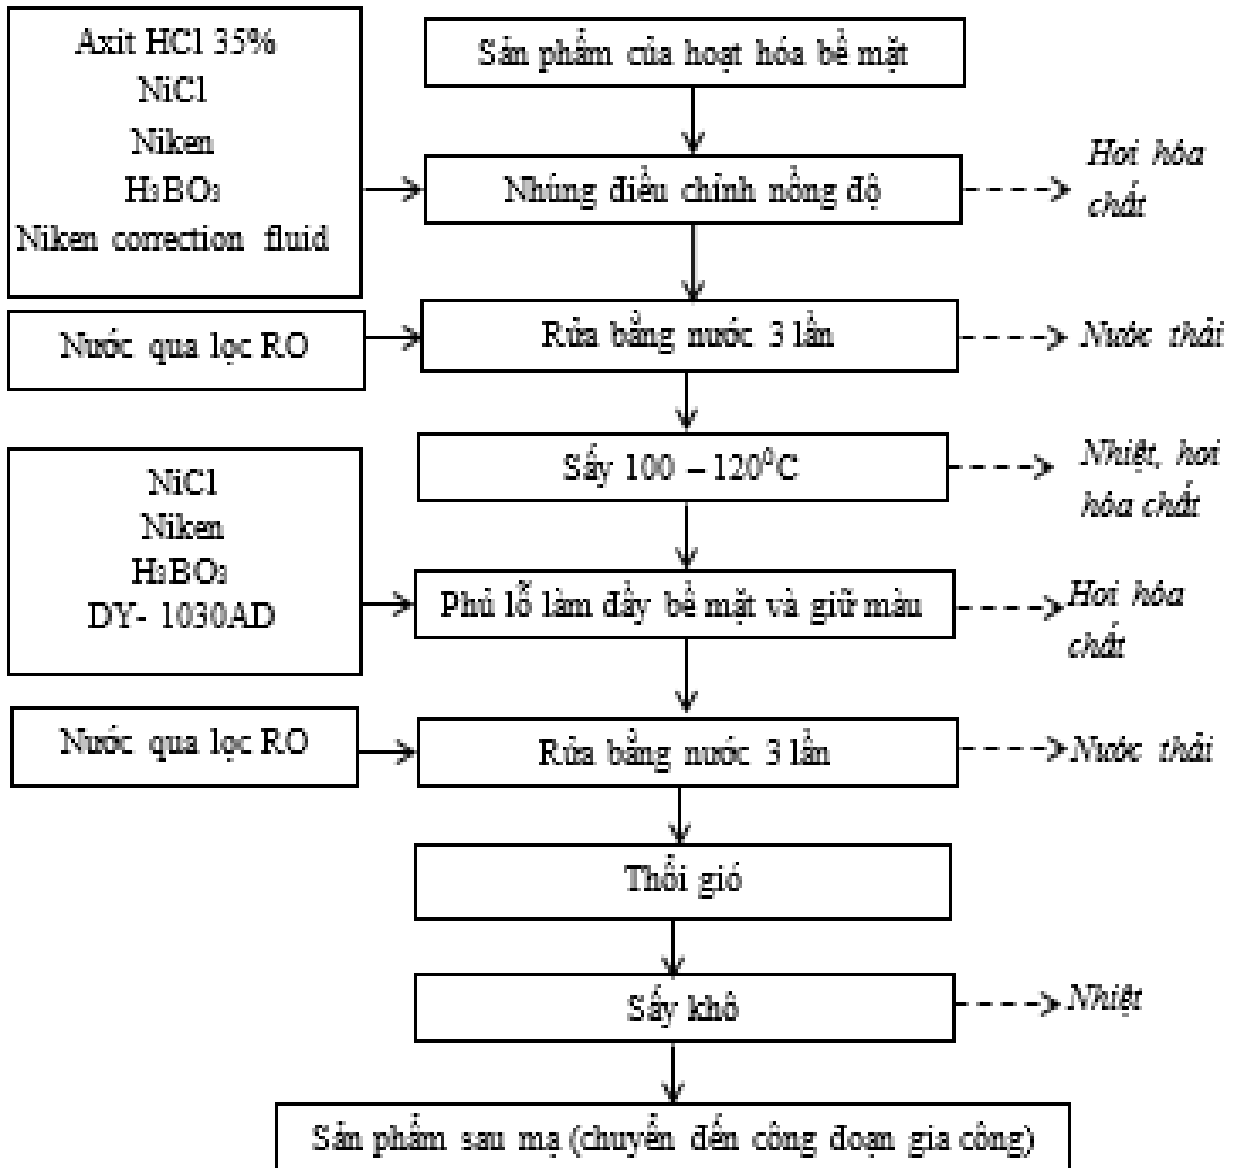 Axit HCl 35%
NiCl
Niken
H₃BO₃
Niken correction fluid
Sản phẩm của hoạt hóa bề mặt
Nhúng điều chỉnh nồng độ
Hơi hóa
chất
Nước qua lọc RO
Rửa bằng nước 3 lần
Nước thải
Sấy 100 – 120⁰C
Nhiệt, hơi
hóa chất
NiCl
Niken
H₃BO₃
DY- 1030AD
Phủ lỗ làm đầy bề mặt và giữ màu
Hơi hóa
chất
Nước qua lọc RO
Rửa bằng nước 3 lần
Nước thải
Thổi gió
Sấy khô
Nhiệt
Sản phẩm sau mạ (chuyển đến công đoạn gia công)